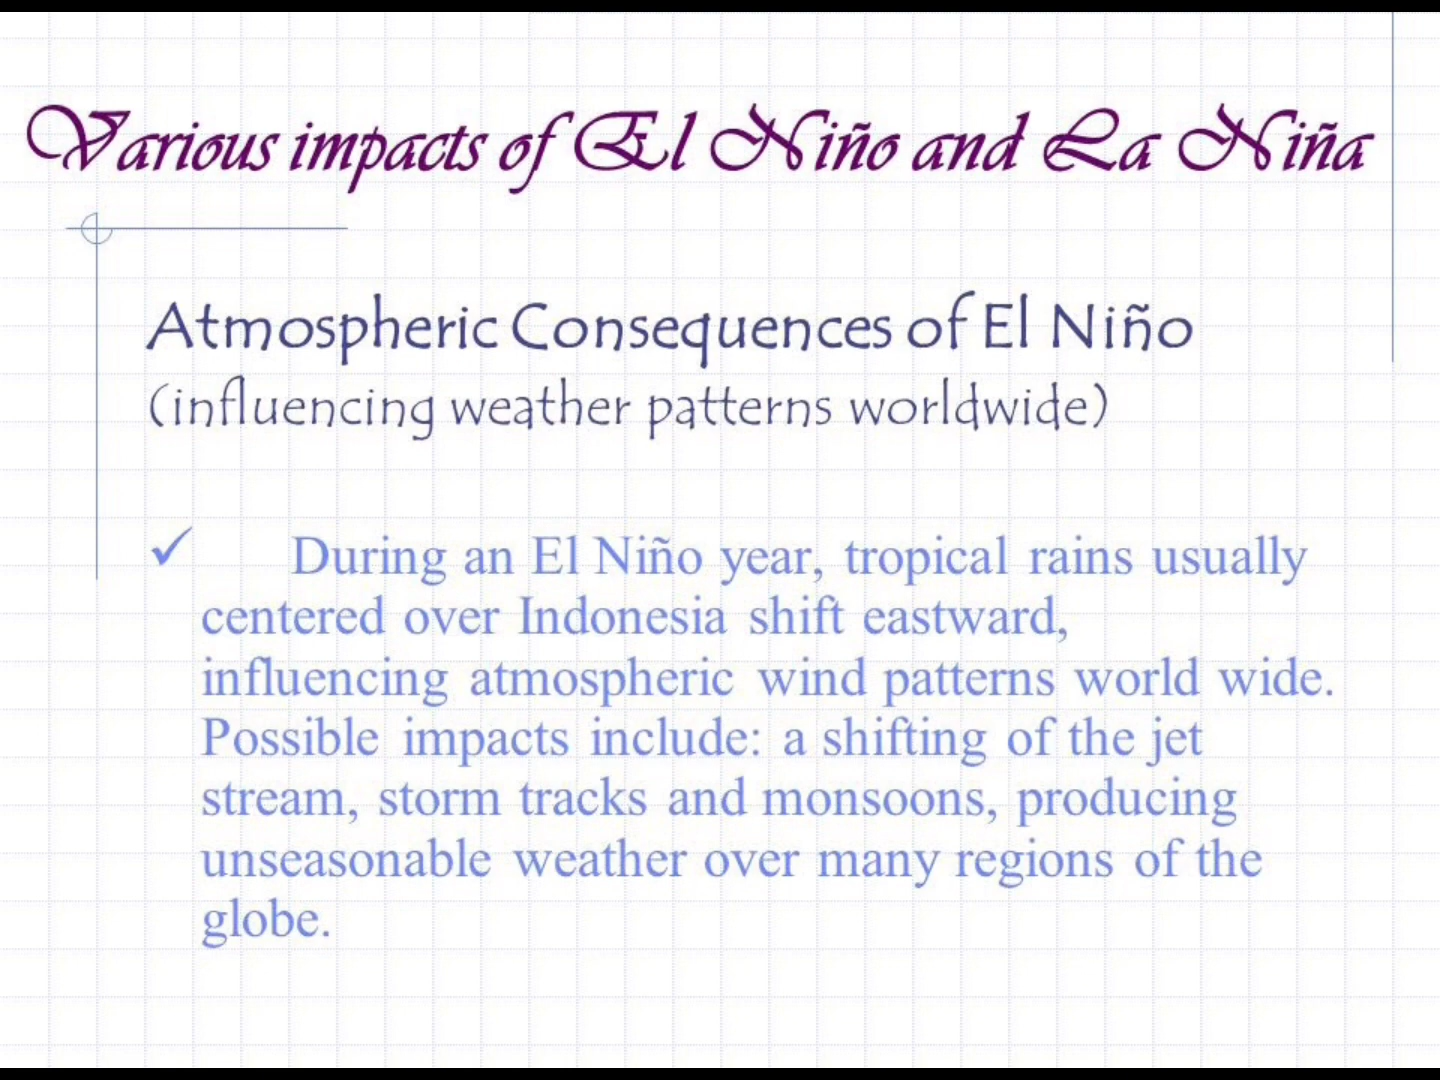 Various impacts of El Niño and La Niña
Atmospheric Consequences of El Niño
(influencing weather patterns worldwide)
✓ During an El Niño year, tropical rains usually
centered over Indonesia shift eastward,
influencing atmospheric wind patterns world wide.
Possible impacts include: a shifting of the jet
stream, storm tracks and monsoons, producing
unseasonable weather over many regions of the
globe.